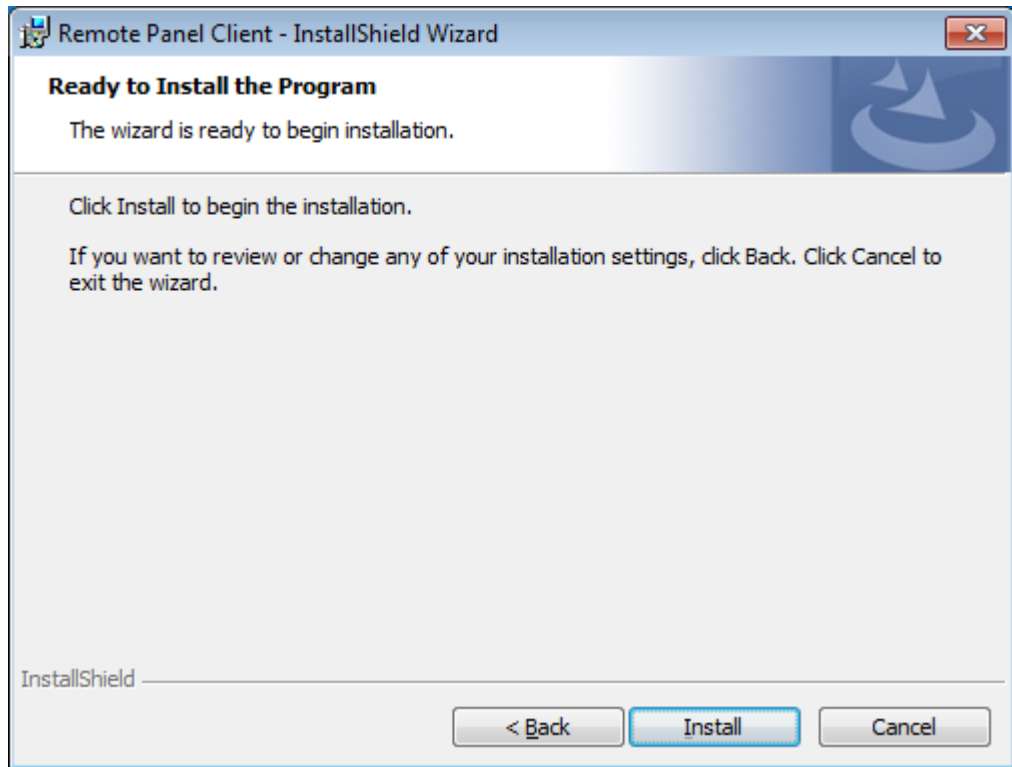 Remote Panel Client - InstallShield Wizard
Ready to Install the Program
The wizard is ready to begin installation.
Click Install to begin the installation.
If you want to review or change any of your installation settings, click Back. Click Cancel to
exit the wizard.
InstallShield
< Back
Install
Cancel